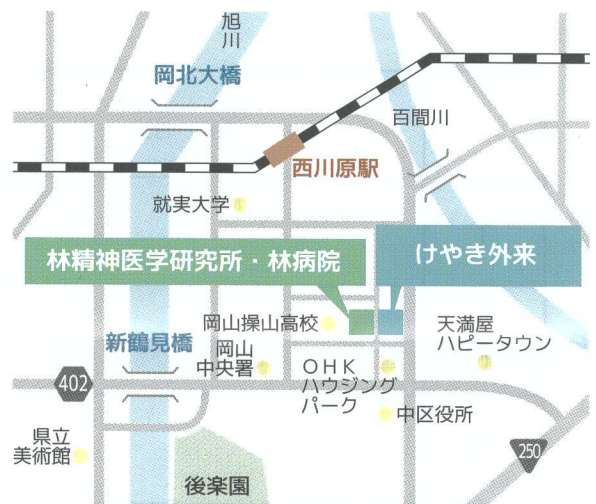 旭川
岡北大橋
百間川
西川原駅
就実大学
林精神医学研究所・林病院
けやき外来
岡山操山高校
新鶴見橋
岡山
中央署
OHK
ハウジング
パーク
天満屋
ハピータウン
402
中区役所
県立
美術館
250
後楽園